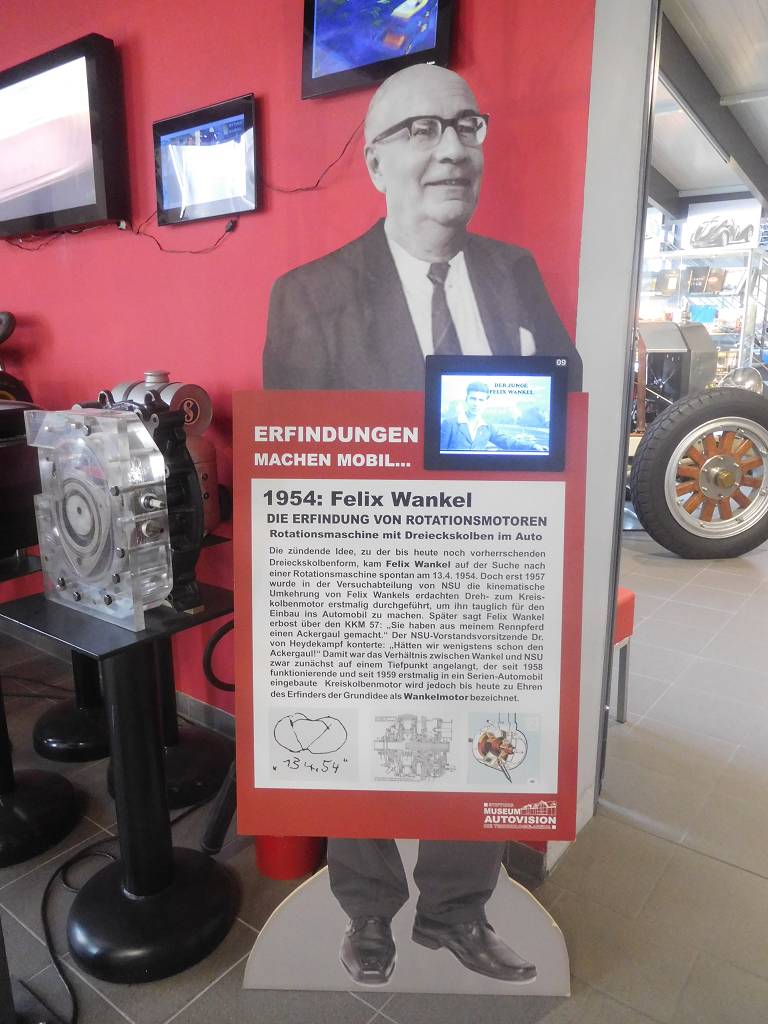 09
DER JUNGE
FELIX WANKEL
ERFINDUNGEN
MACHEN MOBIL...
1954: Felix Wankel
DIE ERFINDUNG VON ROTATIONSMOTOREN
Rotationsmaschine mit Dreieckskolben im Auto
Die zündende Idee, zu der bis heute noch vorherrschenden
Dreieckskolbenform, kam Felix Wankel auf der Suche nach
einer Rotationsmaschine spontan am 13.4. 1954. Doch erst 1957
wurde in der Versuchabteilung von NSU die kinematische
Umkehrung von Felix Wankels erdachten Dreh- zum Kreis-
kolbenmotor erstmalig durchgeführt, um ihn tauglich für den
Einbau ins Automobil zu machen. Später sagt Felix Wankel
erbost über den KKM 57: „Sie haben aus meinem Rennpferd
einen Ackergaul gemacht.“ Der NSU-Vorstandsvorsitzende Dr.
von Heydekampf konterte: „Hätten wir wenigstens schon den
Ackergaul!“ Damit war das Verhältnis zwischen Wankel und NSU
zwar zunächst auf einem Tiefpunkt angelangt, der seit 1958
funktionierende und seit 1959 erstmalig in ein Serien-Automobil
eingebaute Kreiskolbenmotor wird jedoch bis heute zu Ehren
des Erfinders der Grundidee als Wankelmotor bezeichnet.
„13 4. 54“
STIFTUNG
MUSEUM
AUTOVISION
DIE TECHNOLOGIE-ARENA